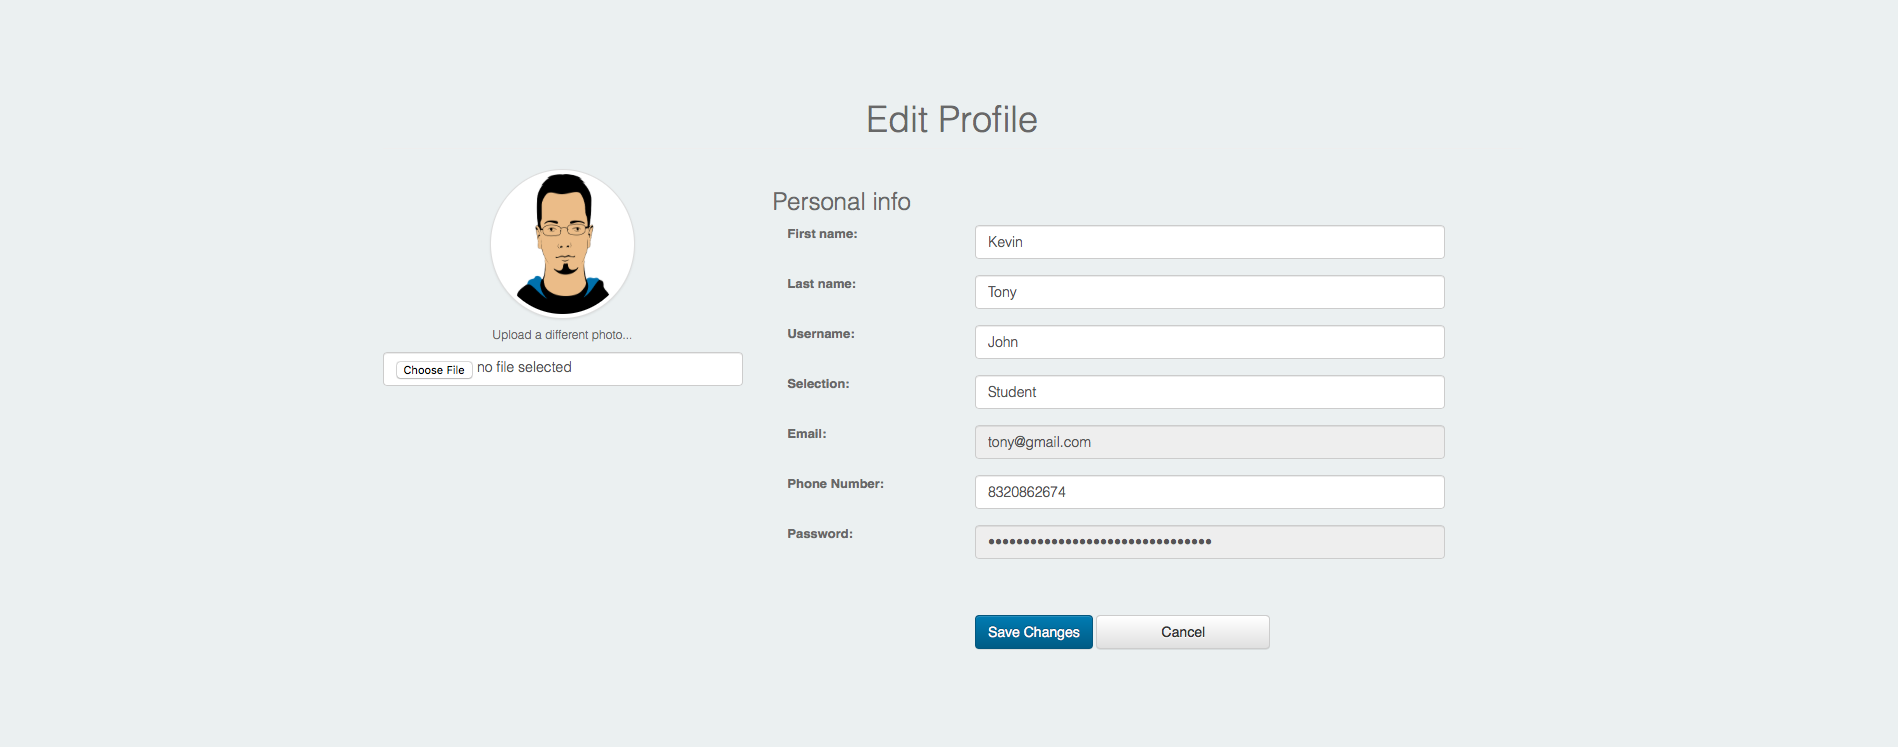 Edit Profile
Upload a different photo...
Choose File no file selected
Personal info
First name: Kevin
Last name: Tony
Username: John
Selection: Student
Email: tony@gmail.com
Phone Number: 8320862674
Password: ••••••••••••••••••••••••••••••••
Save Changes Cancel